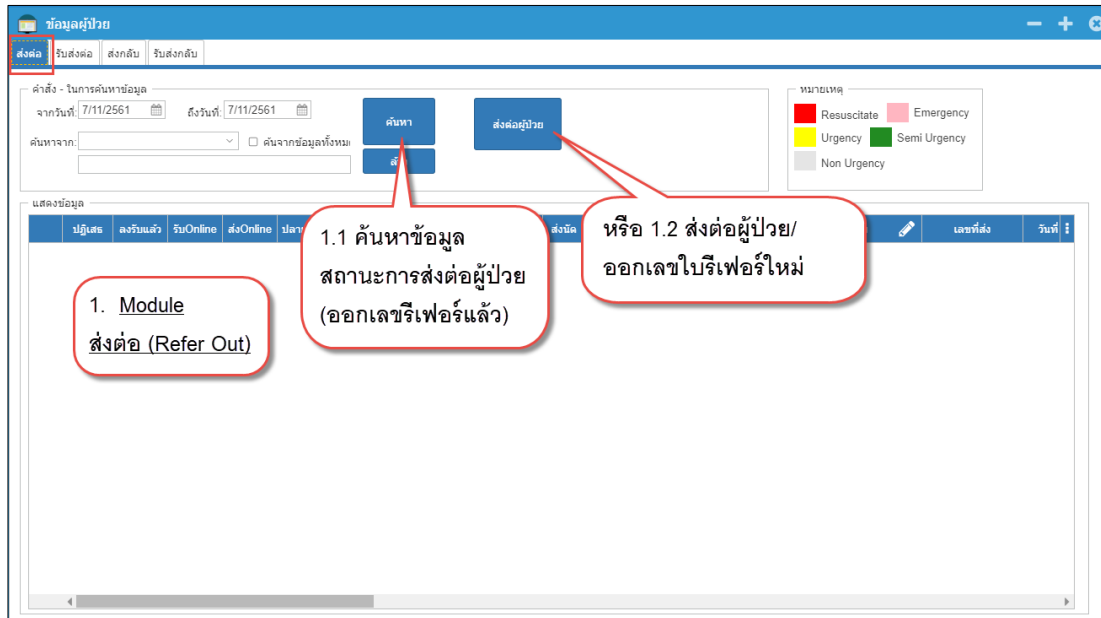 ข้อมูลผู้ป่วย
ส่งต่อ รับส่งต่อ ส่งกลับ รับส่งกลับ
คำสั่ง - ในการค้นหาข้อมูล
จากวันที่: 7/11/2561 ถึงวันที่: 7/11/2561
ค้นหา
ส่งต่อผู้ป่วย
ค้นหาจาก:
ค้นจากข้อมูลทั้งหม
หมายเหตุ
Resuscitate Emergency
Urgency Semi Urgency
Non Urgency
แสดงข้อมูล
ปฏิเสธ ลงรับแล้ว รับOnline ส่งOnline ส่งนัด เลขที่ส่ง วันที่
1.1 ค้นหาข้อมูล
สถานะการส่งต่อผู้ป่วย
(ออกเลขรีเฟอร์แล้ว)
หรือ 1.2 ส่งต่อผู้ป่วย/
ออกเลขใบรีเฟอร์ใหม่
1. Module
ส่งต่อ (Refer Out)